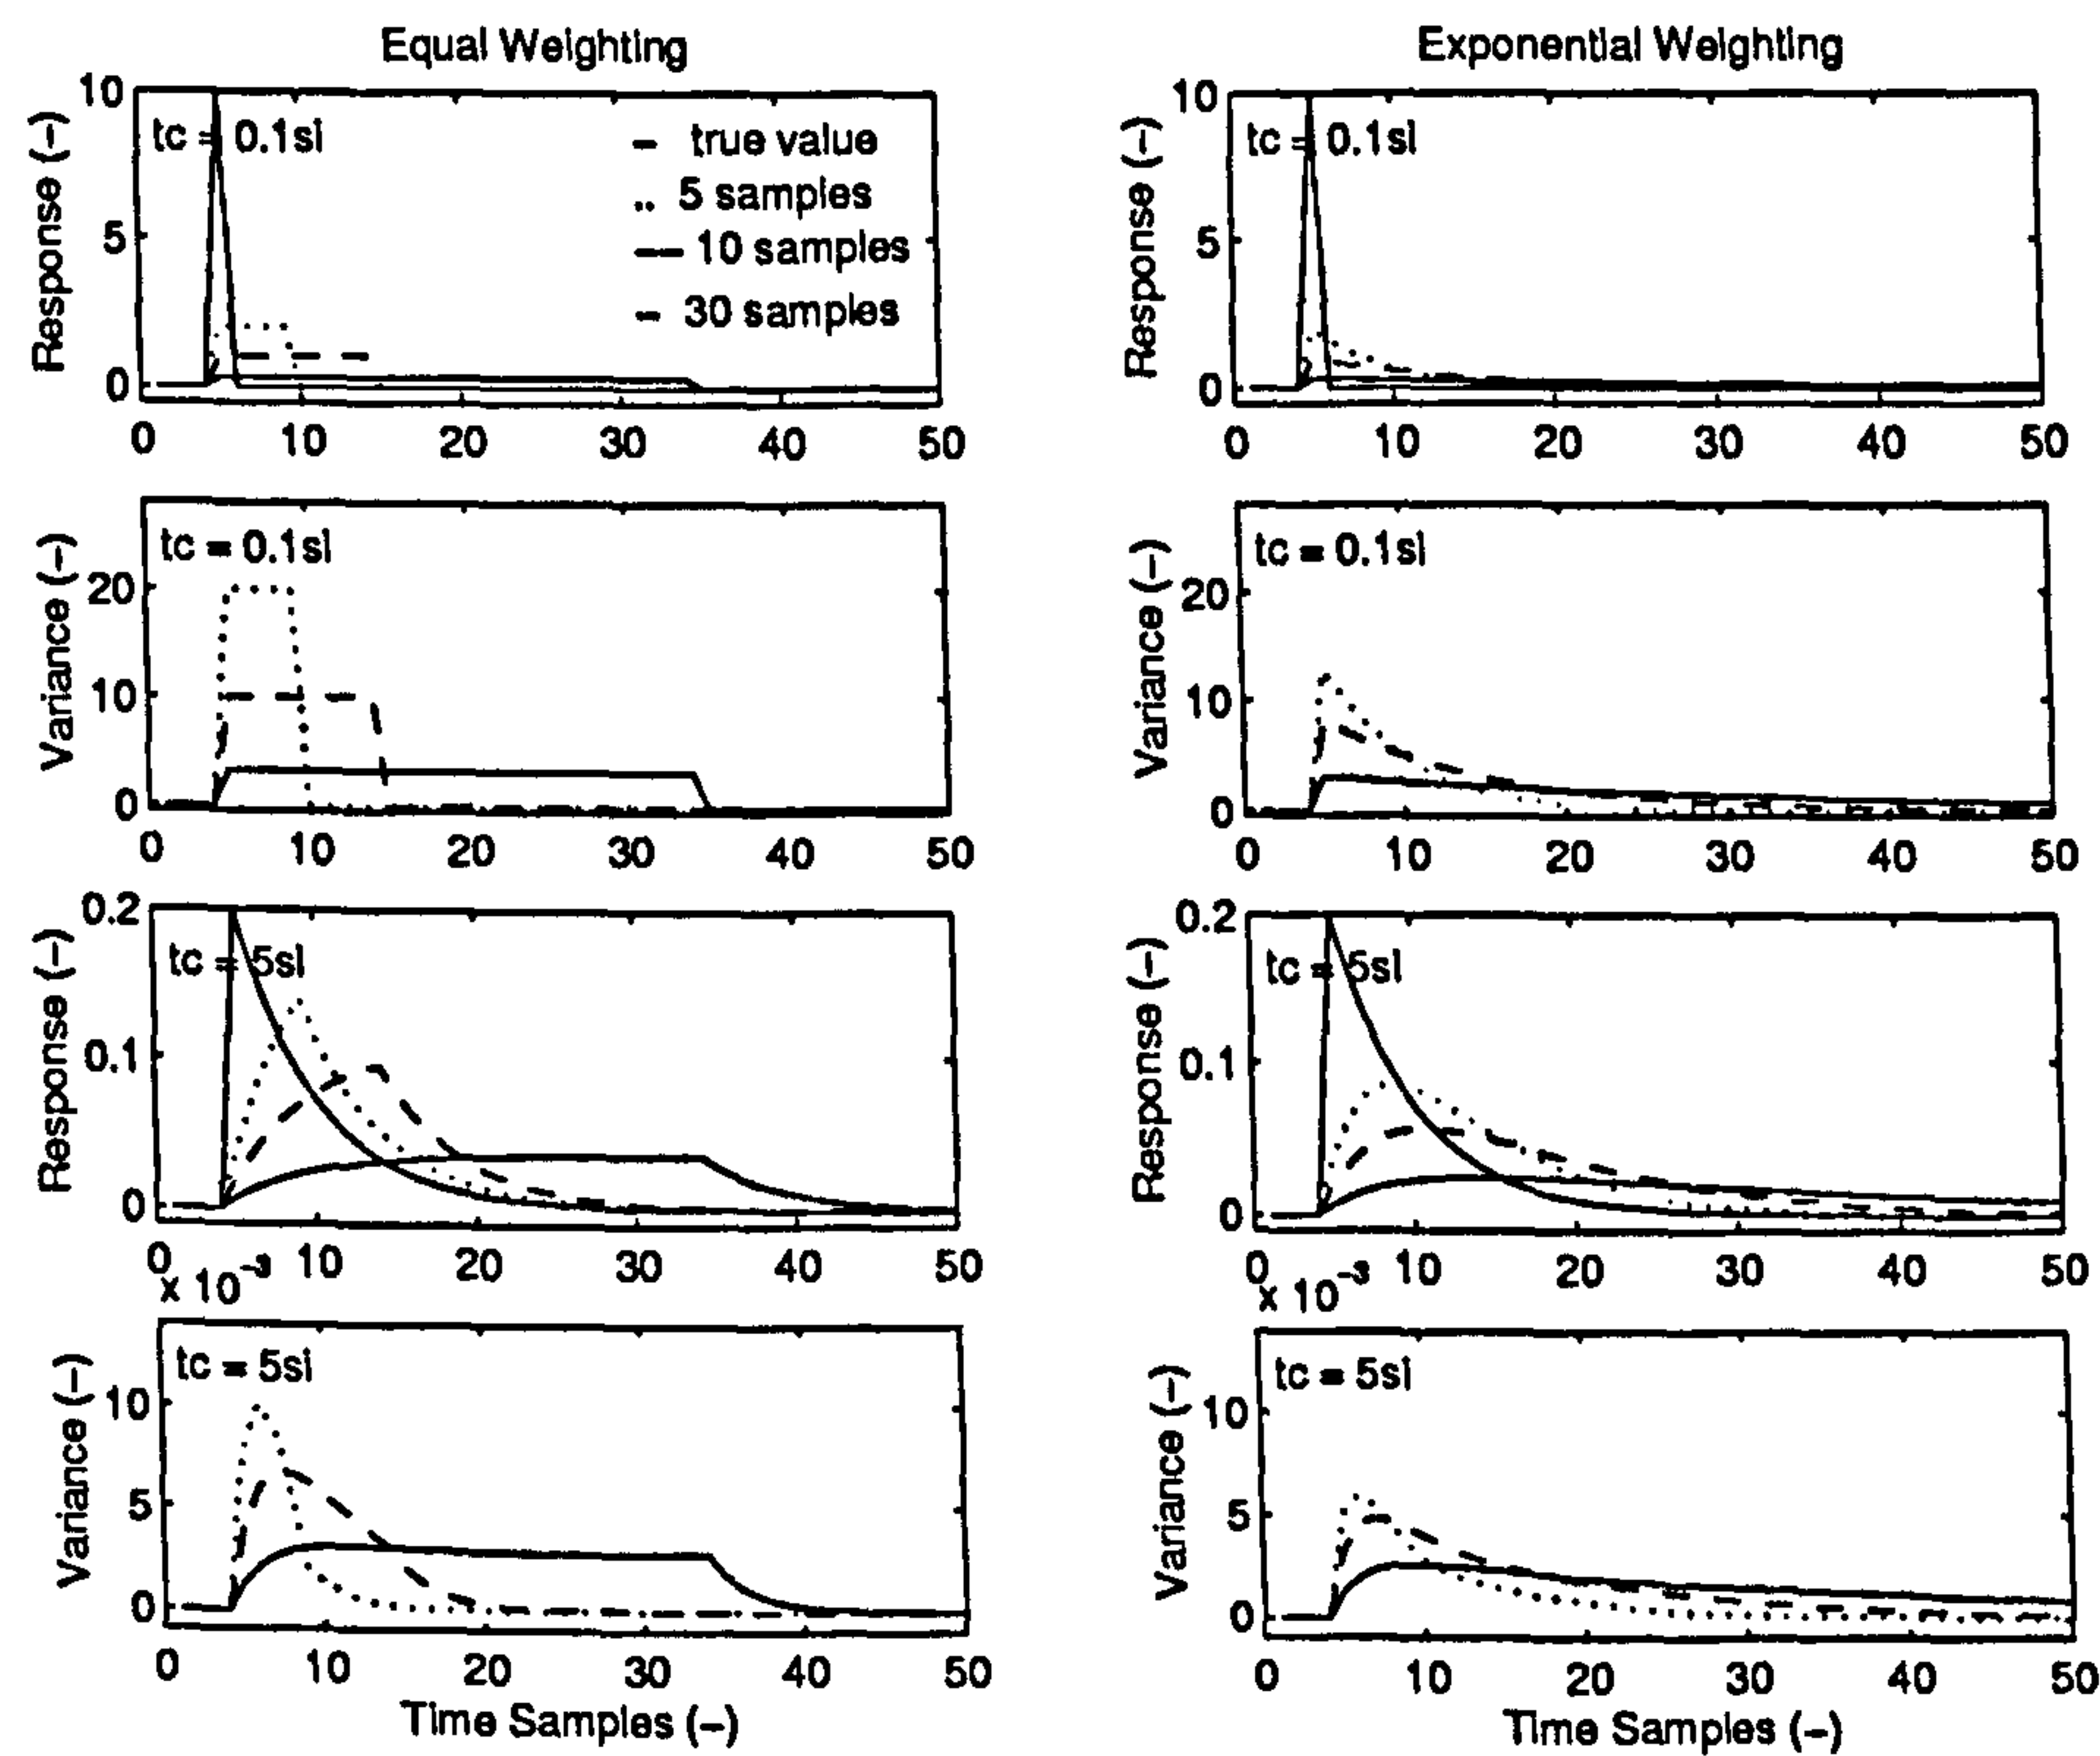 Equal Weighting
Exponential Weighting
10
5
0
Response (–)
tc = 0.1si
– true value
.. 5 samples
–– 10 samples
– 30 samples
0 10 20 30 40 50
10
5
0
Response (–)
tc = 0.1si
0 10 20 30 40 50
20
10
0
Variance (–)
tc = 0.1si
0 10 20 30 40 50
20
10
0
Variance (–)
tc = 0.1si
0 10 20 30 40 50
0.2
0.1
0
Response (–)
tc = 5si
0 10 20 30 40 50
0.2
0.1
0
Response (–)
tc = 5si
0 10 20 30 40 50
x 10⁻³
10
5
0
Variance (–)
tc = 5si
0 10 20 30 40 50
Time Samples (–)
x 10⁻³
10
5
0
Variance (–)
tc = 5si
0 10 20 30 40 50
Time Samples (–)